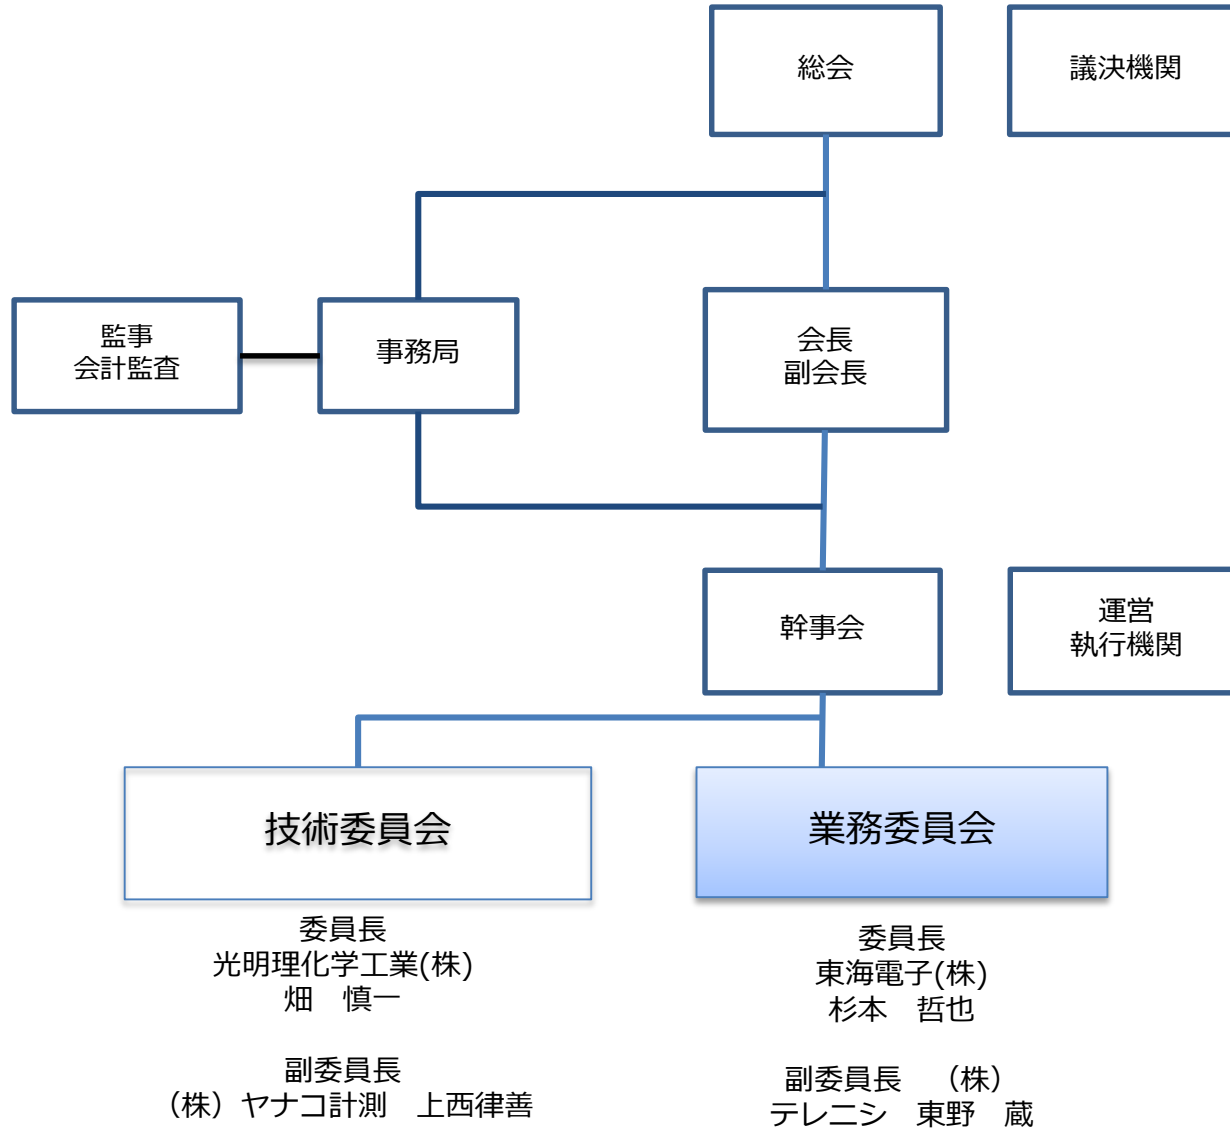 総会
議決機関
監事
会計監査
事務局
会長
副会長
幹事会
運営
執行機関
技術委員会
業務委員会
委員長
光明理化学工業(株)
畑　慎一
副委員長
（株）ヤナコ計測　上西律善
委員長
東海電子(株)
杉本　哲也
副委員長　（株）
テレニシ　東野　蔵